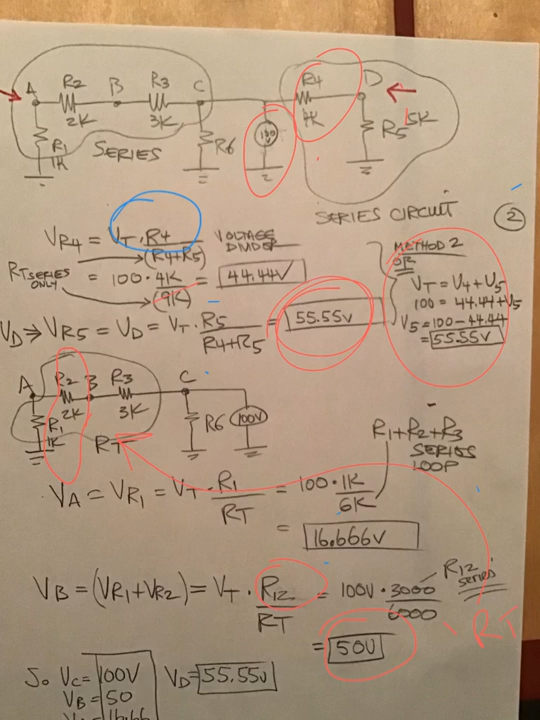 A R2 B R3 C R4 D
2K 3K 4K
R1 1K SERIES R6 100 R5 5K
SERIES CIRCUIT 2
VR4 = VT·R4/(R4+R5) VOLTAGE DIVIDER
METHOD 2
OR
RT SERIES ONLY = 100·4K/(9K) = 44.44V
VT = V4+V5
100 = 44.44+V5
V5 = 100-44.44
= 55.55V
VD ⇒ VR5 = VD = VT·R5/R4+R5 = 55.55V
A R2 B R3 C
2K 3K R6 100V
R1 1K RT
R1+R2+R3
SERIES
LOOP
VA = VR1 = VT·R1/RT = 100·1K/6K
= 16.666V
VB = (VR1+VR2) = VT·R12/RT = 100V·3000/6000 R12 SERIES
= 50V RT
So VC = 100V VD = 55.55V
VB = 50